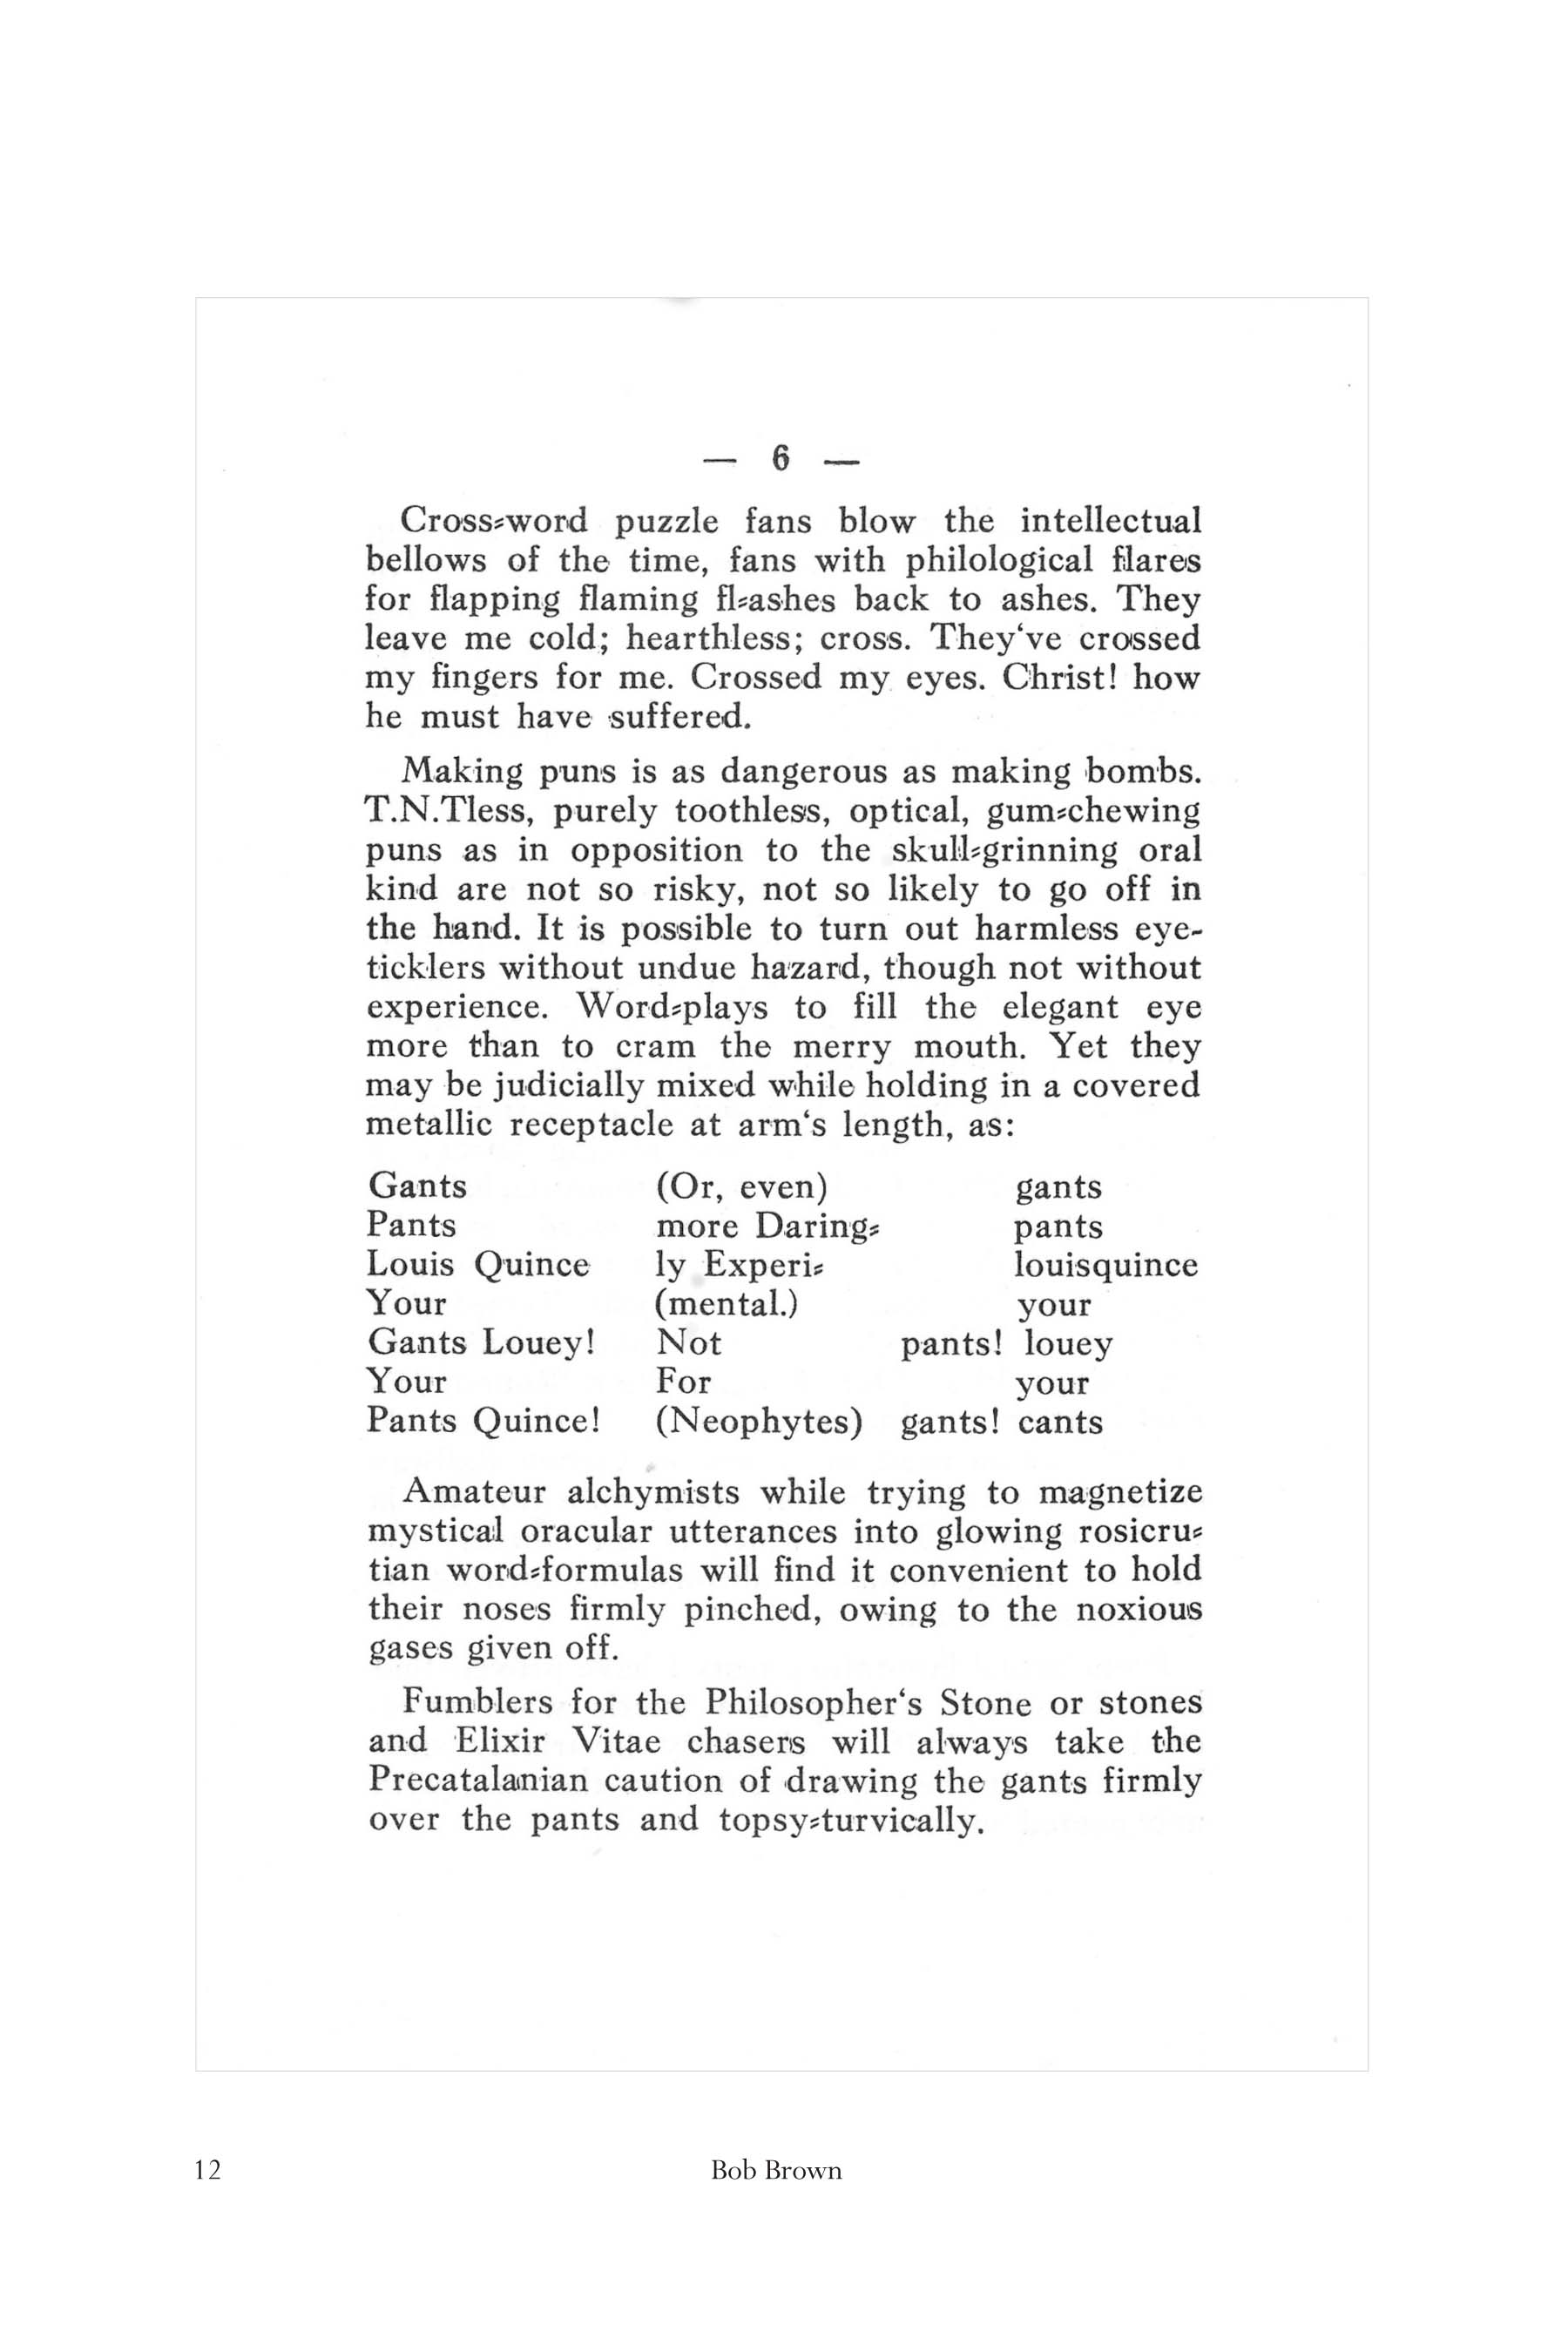 — 6 —
Cross-word puzzle fans blow the intellectual
bellows of the time, fans with philological flares
for flapping flaming fl-ashes back to ashes. They
leave me cold; hearthless; cross. They‘ve crossed
my fingers for me. Crossed my eyes. Christ! how
he must have suffered.
Making puns is as dangerous as making bombs.
T.N.Tless, purely toothless, optical, gum-chewing
puns as in opposition to the skull-grinning oral
kind are not so risky, not so likely to go off in
the hand. It is possible to turn out harmless eye-
ticklers without undue hazard, though not without
experience. Word-plays to fill the elegant eye
more than to cram the merry mouth. Yet they
may be judicially mixed while holding in a covered
metallic receptacle at arm‘s length, as:
Gants (Or, even) gants
Pants more Daring- pants
Louis Quince ly Experi- louisquince
Your (mental.) your
Gants Louey! Not pants! louey
Your For your
Pants Quince! (Neophytes) gants! cants
Amateur alchymists while trying to magnetize
mystical oracular utterances into glowing rosicru-
tian word-formulas will find it convenient to hold
their noses firmly pinched, owing to the noxious
gases given off.
Fumblers for the Philosopher‘s Stone or stones
and Elixir Vitae chasers will always take the
Precatalanian caution of drawing the gants firmly
over the pants and topsy-turvically.
12 Bob Brown